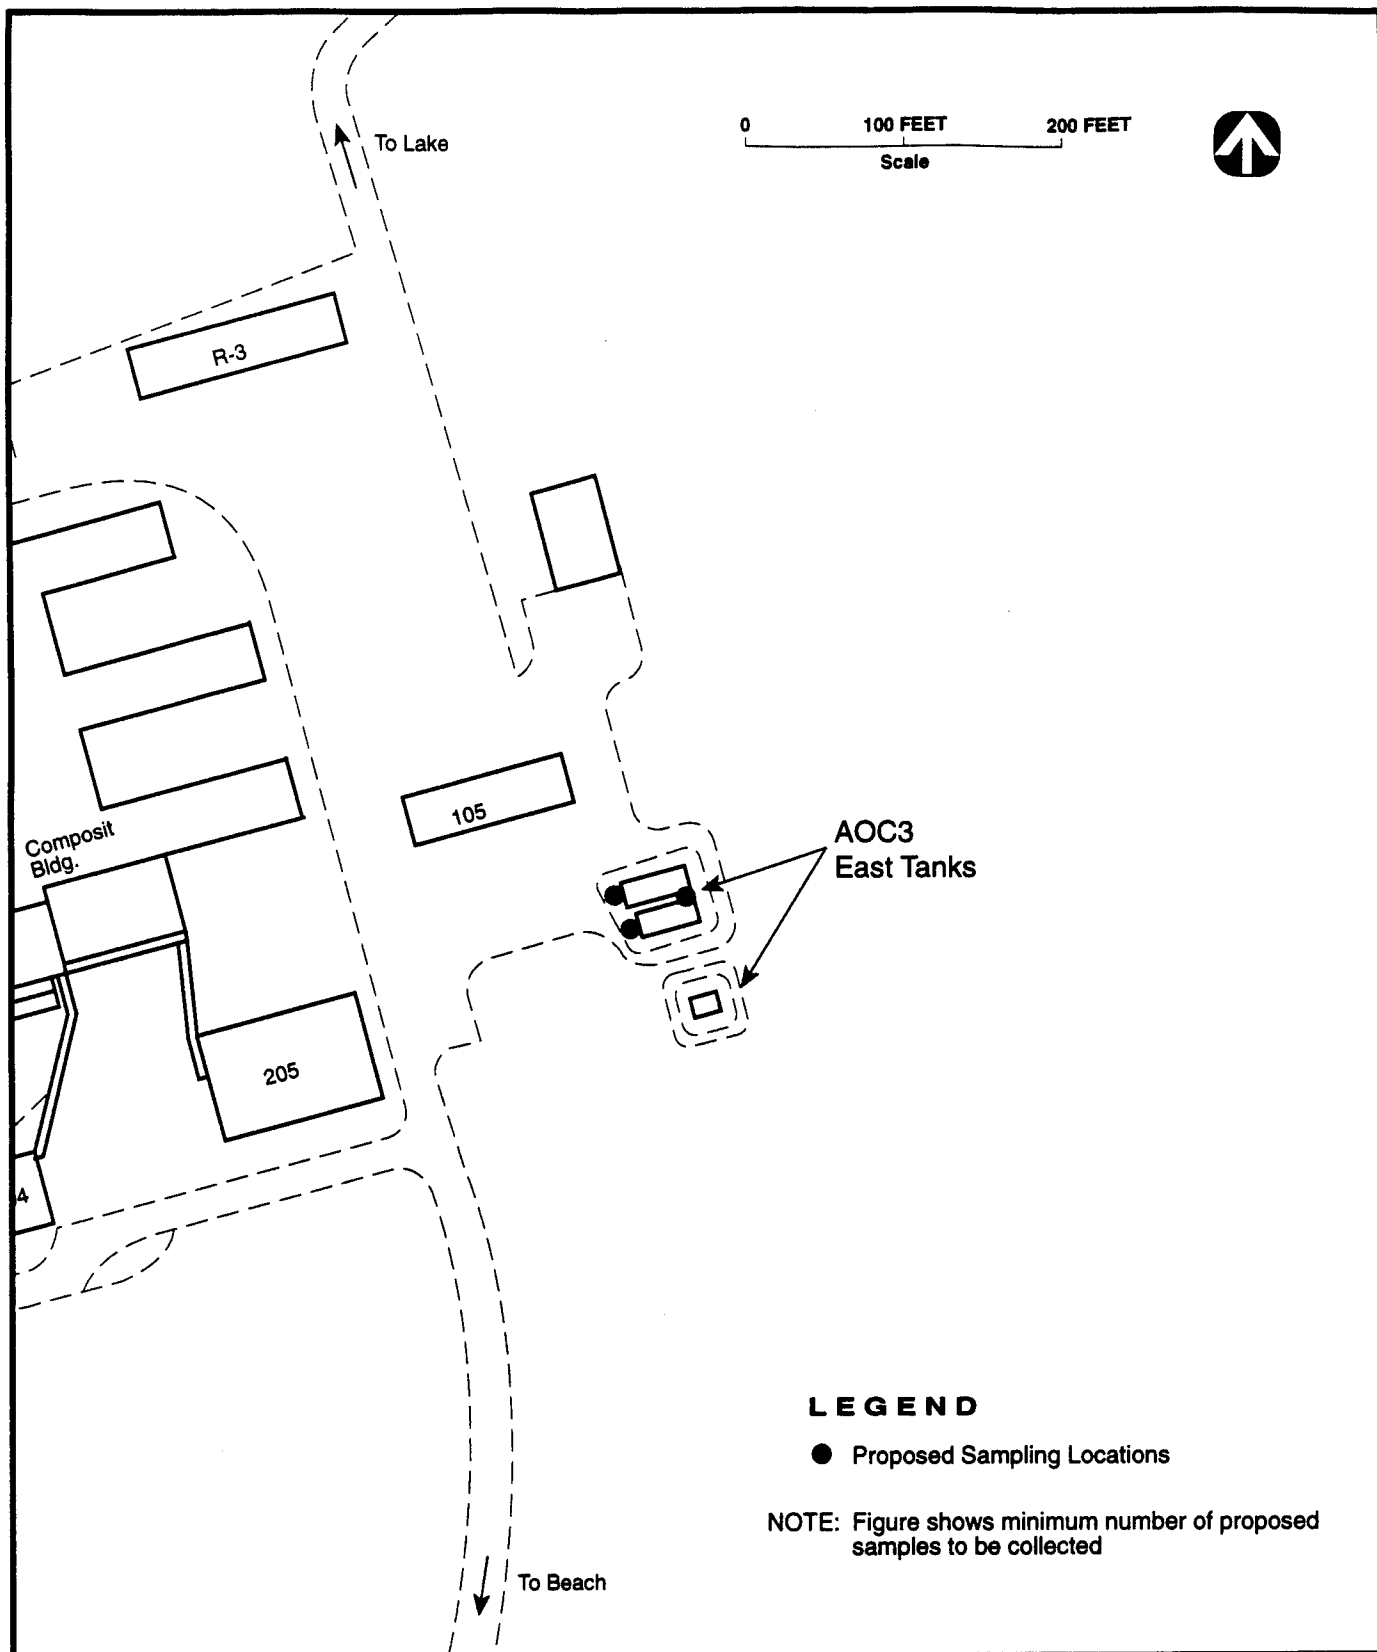 To Lake
0 100 FEET 200 FEET
Scale
R-3
105
Composit
Bldg.
AOC3
East Tanks
205
4
LEGEND
Proposed Sampling Locations
NOTE: Figure shows minimum number of proposed
samples to be collected
To Beach